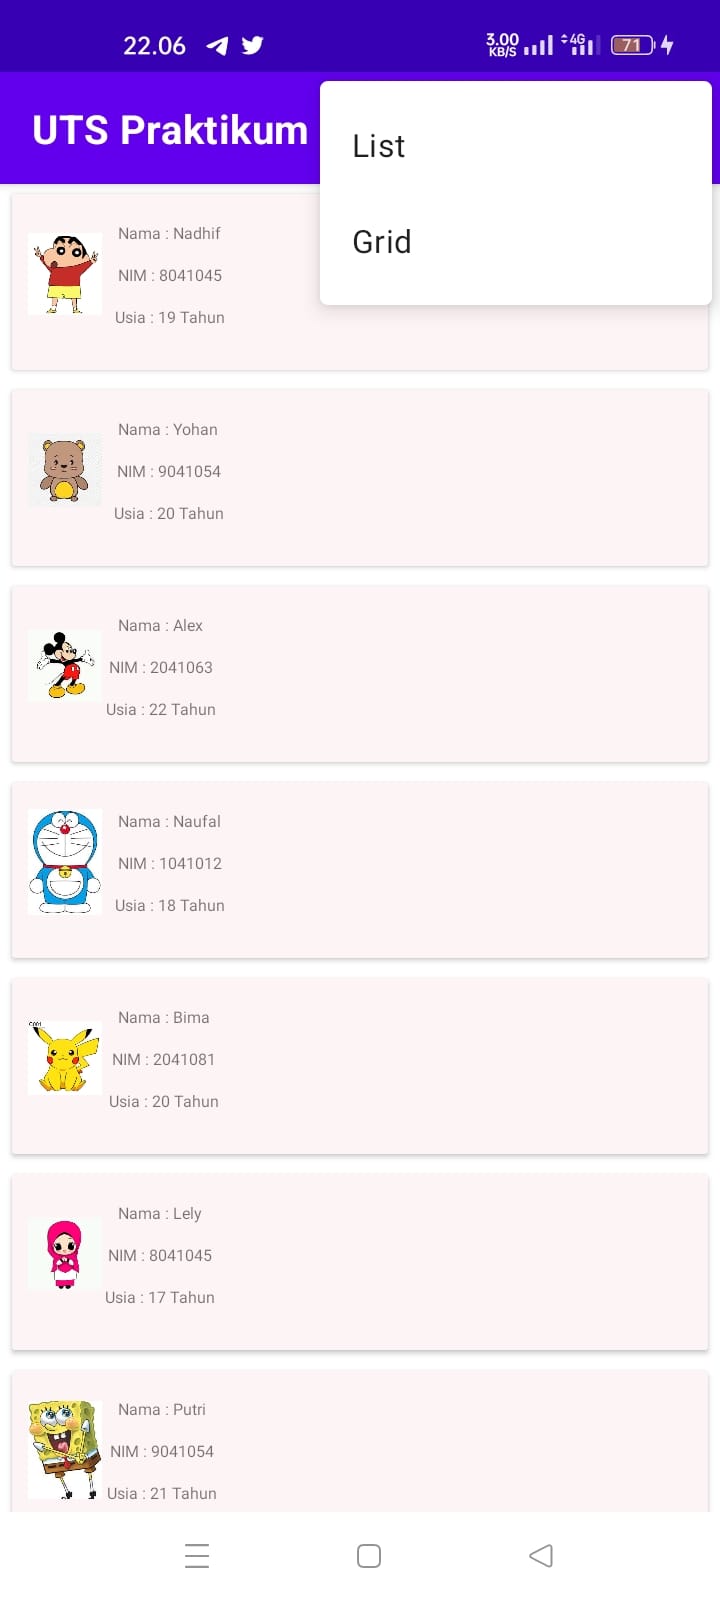 22.06
3.00
KB/S
4G
71
UTS Praktikum
List
Grid
Nama : Nadhif
NIM : 8041045
Usia : 19 Tahun
Nama : Yohan
NIM : 9041054
Usia : 20 Tahun
Nama : Alex
NIM : 2041063
Usia : 22 Tahun
Nama : Naufal
NIM : 1041012
Usia : 18 Tahun
Nama : Bima
NIM : 2041081
Usia : 20 Tahun
Nama : Lely
NIM : 8041045
Usia : 17 Tahun
Nama : Putri
NIM : 9041054
Usia : 21 Tahun